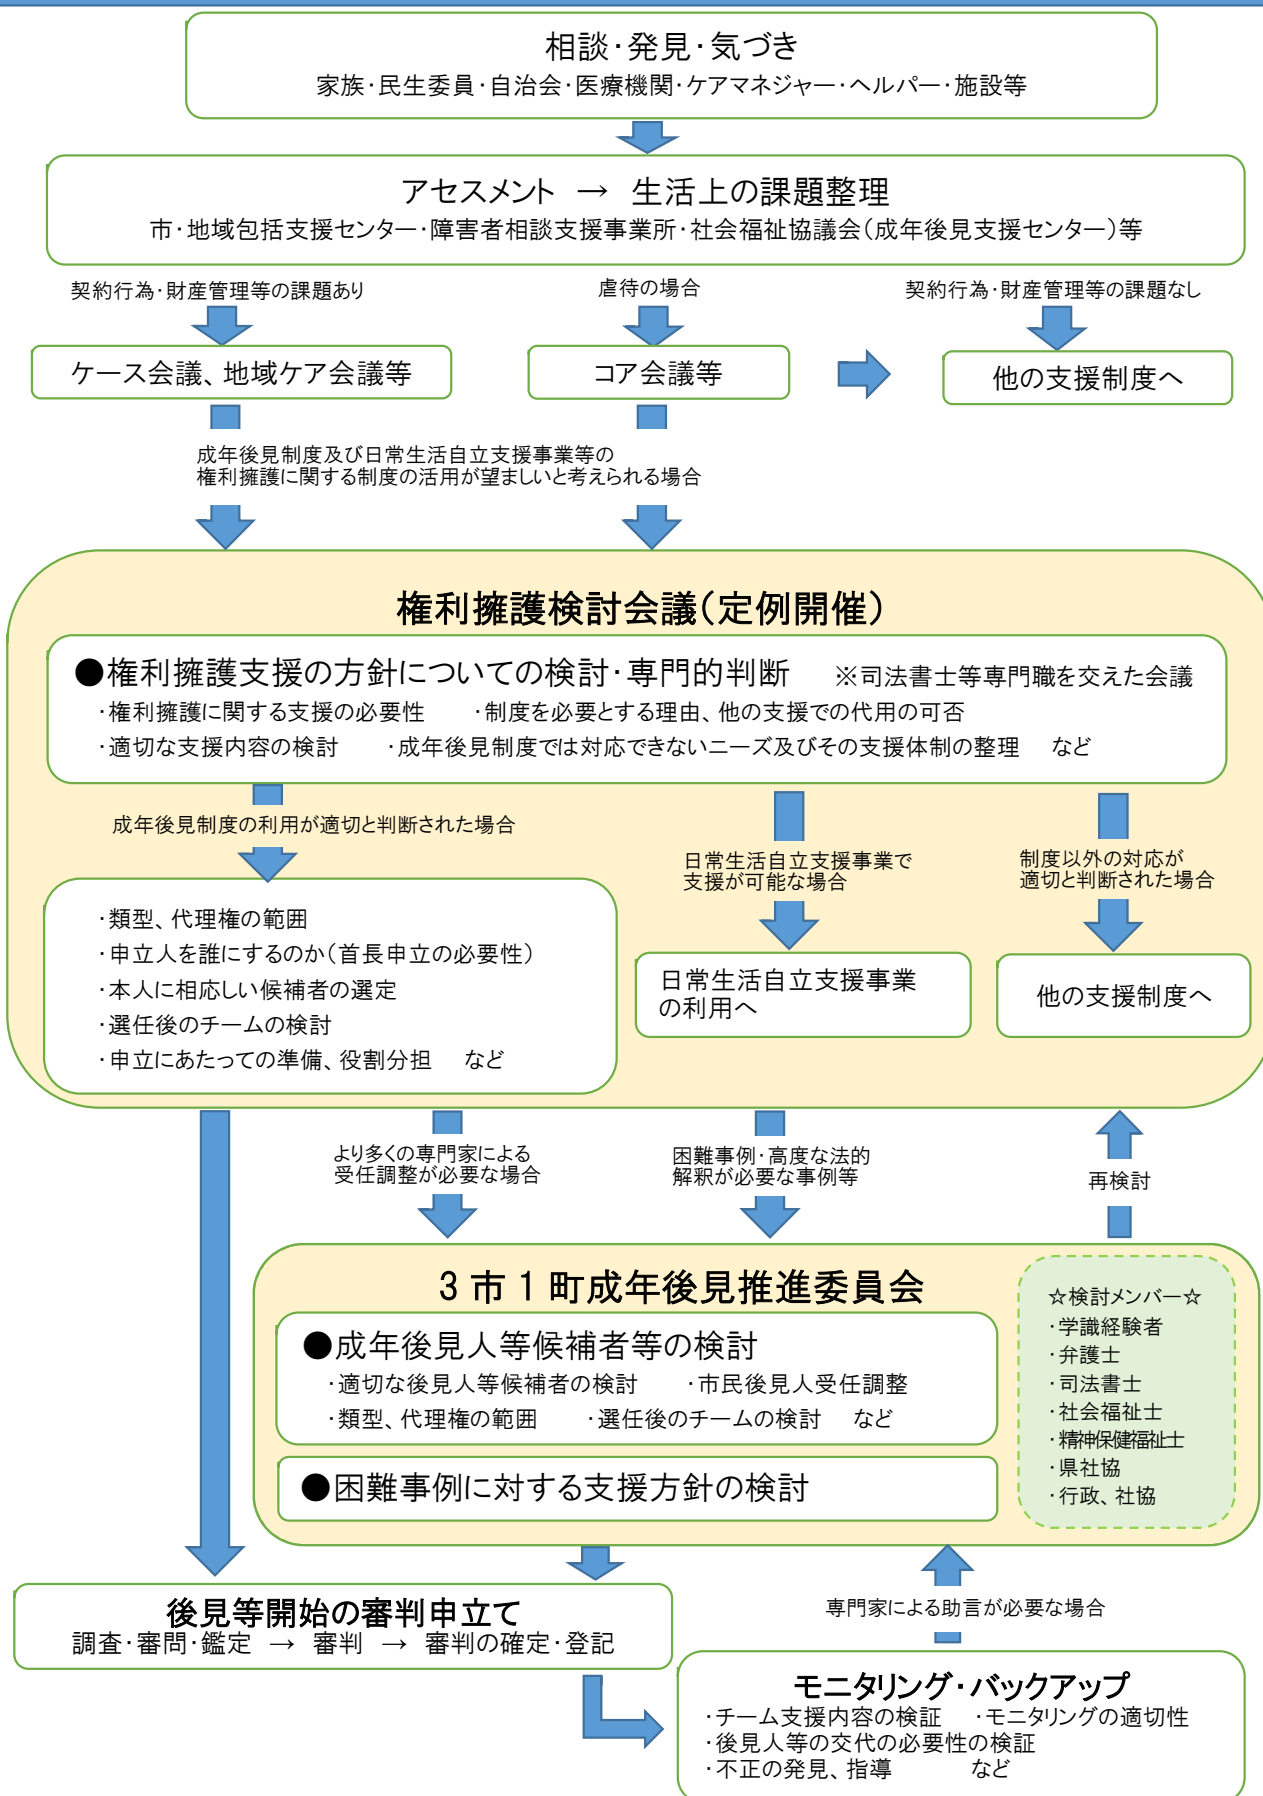 相談・発見・気づき
家族・民生委員・自治会・医療機関・ケアマネジャー・ヘルパー・施設等
アセスメント → 生活上の課題整理
市・地域包括支援センター・障害者相談支援事業所・社会福祉協議会(成年後見支援センター)等
契約行為・財産管理等の課題あり
虐待の場合
契約行為・財産管理等の課題なし
ケース会議、地域ケア会議等
コア会議等
他の支援制度へ
成年後見制度及び日常生活自立支援事業等の
権利擁護に関する制度の活用が望ましいと考えられる場合
権利擁護検討会議(定例開催)
●権利擁護支援の方針についての検討・専門的判断 ※司法書士等専門職を交えた会議
・権利擁護に関する支援の必要性 ・制度を必要とする理由、他の支援での代用の可否
・適切な支援内容の検討 ・成年後見制度では対応できないニーズ及びその支援体制の整理 など
成年後見制度の利用が適切と判断された場合
日常生活自立支援事業で
支援が可能な場合
制度以外の対応が
適切と判断された場合
・類型、代理権の範囲
・申立人を誰にするのか(首長申立の必要性)
・本人に相応しい候補者の選定
・選任後のチームの検討
・申立にあたっての準備、役割分担 など
日常生活自立支援事業
の利用へ
他の支援制度へ
より多くの専門家による
受任調整が必要な場合
困難事例・高度な法的
解釈が必要な事例等
再検討
3市1町成年後見推進委員会
●成年後見人等候補者等の検討
・適切な後見人等候補者の検討 ・市民後見人受任調整
・類型、代理権の範囲 ・選任後のチームの検討 など
●困難事例に対する支援方針の検討
☆検討メンバー☆
・学識経験者
・弁護士
・司法書士
・社会福祉士
・精神保健福祉士
・県社協
・行政、社協
後見等開始の審判申立て
調査・審問・鑑定 → 審判 → 審判の確定・登記
専門家による助言が必要な場合
モニタリング・バックアップ
・チーム支援内容の検証 ・モニタリングの適切性
・後見人等の交代の必要性の検証
・不正の発見、指導 など